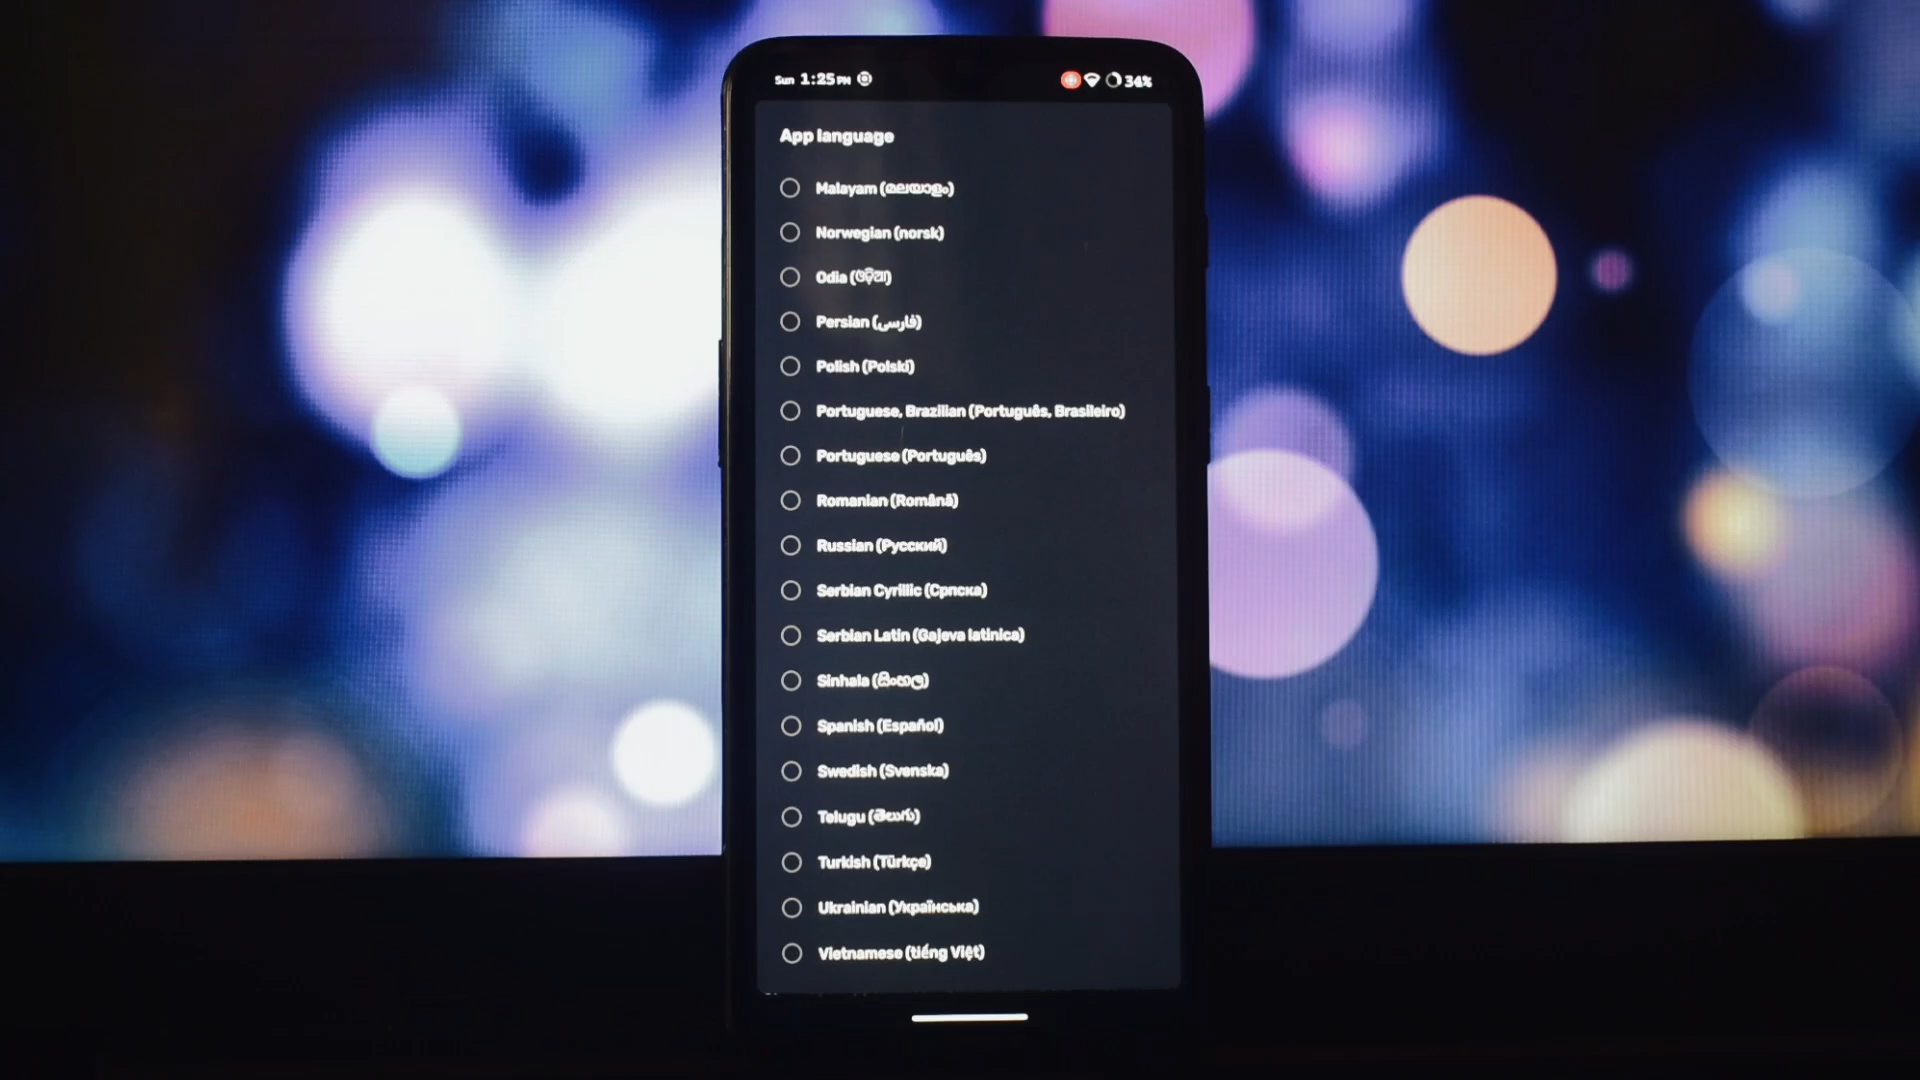 Sun 1:25 PM 34%
App language
Malayam (മലയാളം)
Norwegian (norsk)
Odia (ଓଡ଼ିଆ)
Persian (فارسی)
Polish (Polski)
Portuguese, Brazilian (Português, Brasileiro)
Portuguese (Português)
Romanian (Română)
Russian (Русский)
Serbian Cyrillic (Српска)
Serbian Latin (Gajeva latinica)
Sinhala (සිංහල)
Spanish (Español)
Swedish (Svenska)
Telugu (తెలుగు)
Turkish (Türkçe)
Ukrainian (Українська)
Vietnamese (tiếng Việt)